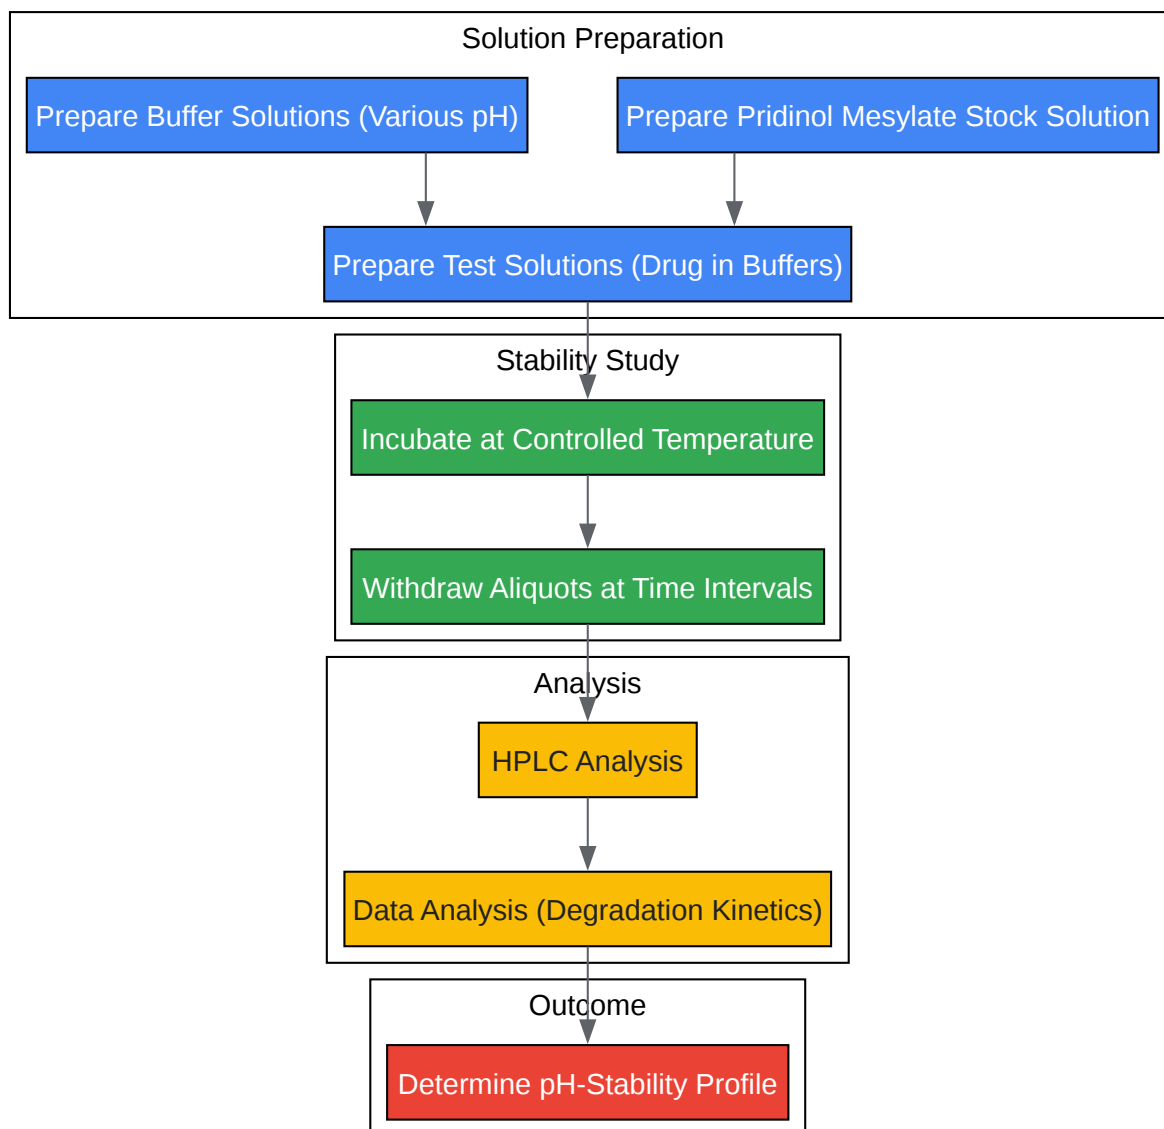 Solution Preparation
Prepare Buffer Solutions (Various pH)
Prepare Pridinol Mesylate Stock Solution
Prepare Test Solutions (Drug in Buffers)
Stability Study
Incubate at Controlled Temperature
Withdraw Aliquots at Time Intervals
Analysis
HPLC Analysis
Data Analysis (Degradation Kinetics)
Outcome
Determine pH-Stability Profile